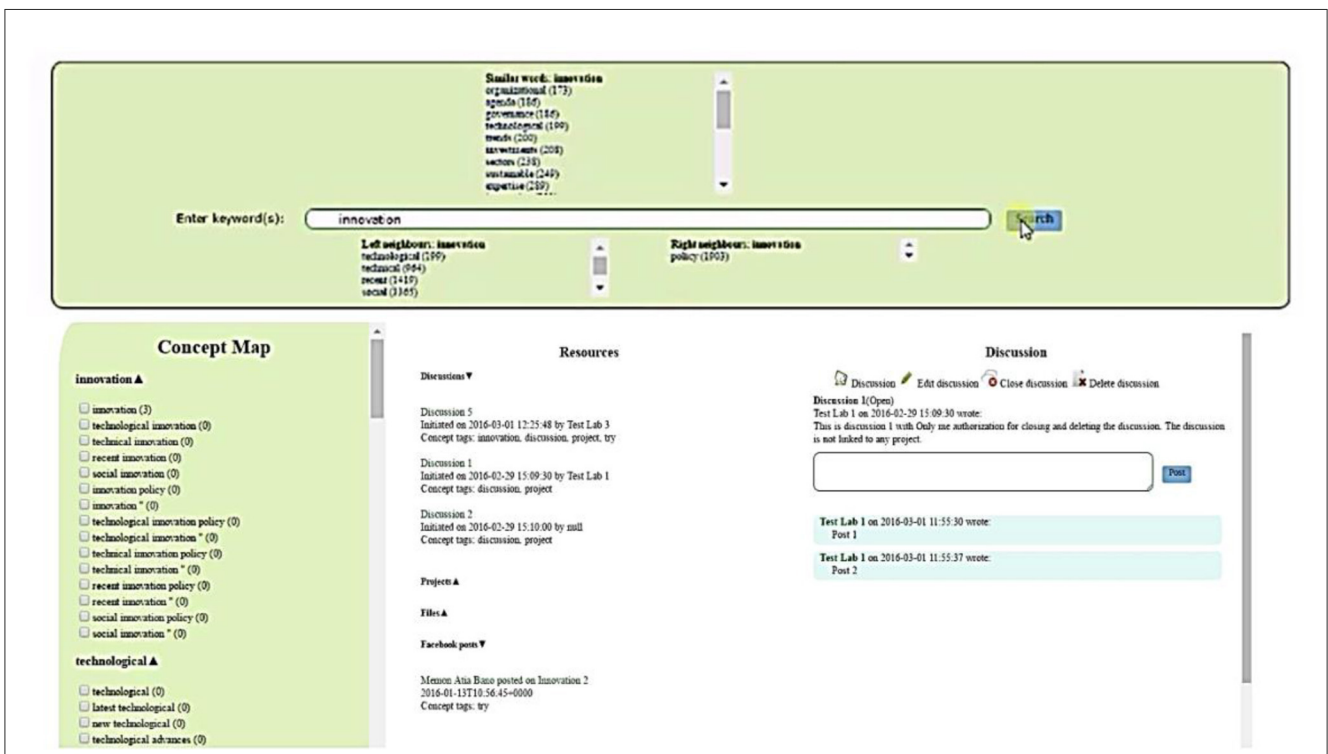 Similar words: innovation
organizational (173)
agenda (186)
governance (186)
technological (199)
trends (200)
investments (208)
sectors (238)
sustainable (249)
expertise (289)
Enter keyword(s):
innovation
Search
Left neighbours: innovation
technological (199)
technical (964)
recent (1419)
social (3365)
Right neighbours: innovation
policy (1903)
Concept Map
innovation▲
innovation (3)
technological innovation (0)
technical innovation (0)
recent innovation (0)
social innovation (0)
innovation policy (0)
innovation " (0)
technological innovation policy (0)
technological innovation " (0)
technical innovation policy (0)
technical innovation " (0)
recent innovation policy (0)
recent innovation " (0)
social innovation policy (0)
social innovation " (0)
technological▲
technological (0)
latest technological (0)
new technological (0)
technological advances (0)
Resources
Discussions▼
Discussion 5
Initiated on 2016-03-01 12:25:48 by Test Lab 3
Concept tags: innovation, discussion, project, try
Discussion 1
Initiated on 2016-02-29 15:09:30 by Test Lab 1
Concept tags: discussion, project
Discussion 2
Initiated on 2016-02-29 15:10:00 by null
Concept tags: discussion, project
Projects▲
Files▲
Facebook posts▼
Memon Atia Bano posted on Innovation 2
2016-01-13T10:56:45+0000
Concept tags: try
Discussion
Discussion Edit discussion Close discussion Delete discussion
Discussion 1(Open)
Test Lab 1 on 2016-02-29 15:09:30 wrote:
This is discussion 1 with Only me authorization for closing and deleting the discussion. The discussion
is not linked to any project.
Post
Test Lab 1 on 2016-03-01 11:55:30 wrote:
Post 1
Test Lab 1 on 2016-03-01 11:55:37 wrote:
Post 2